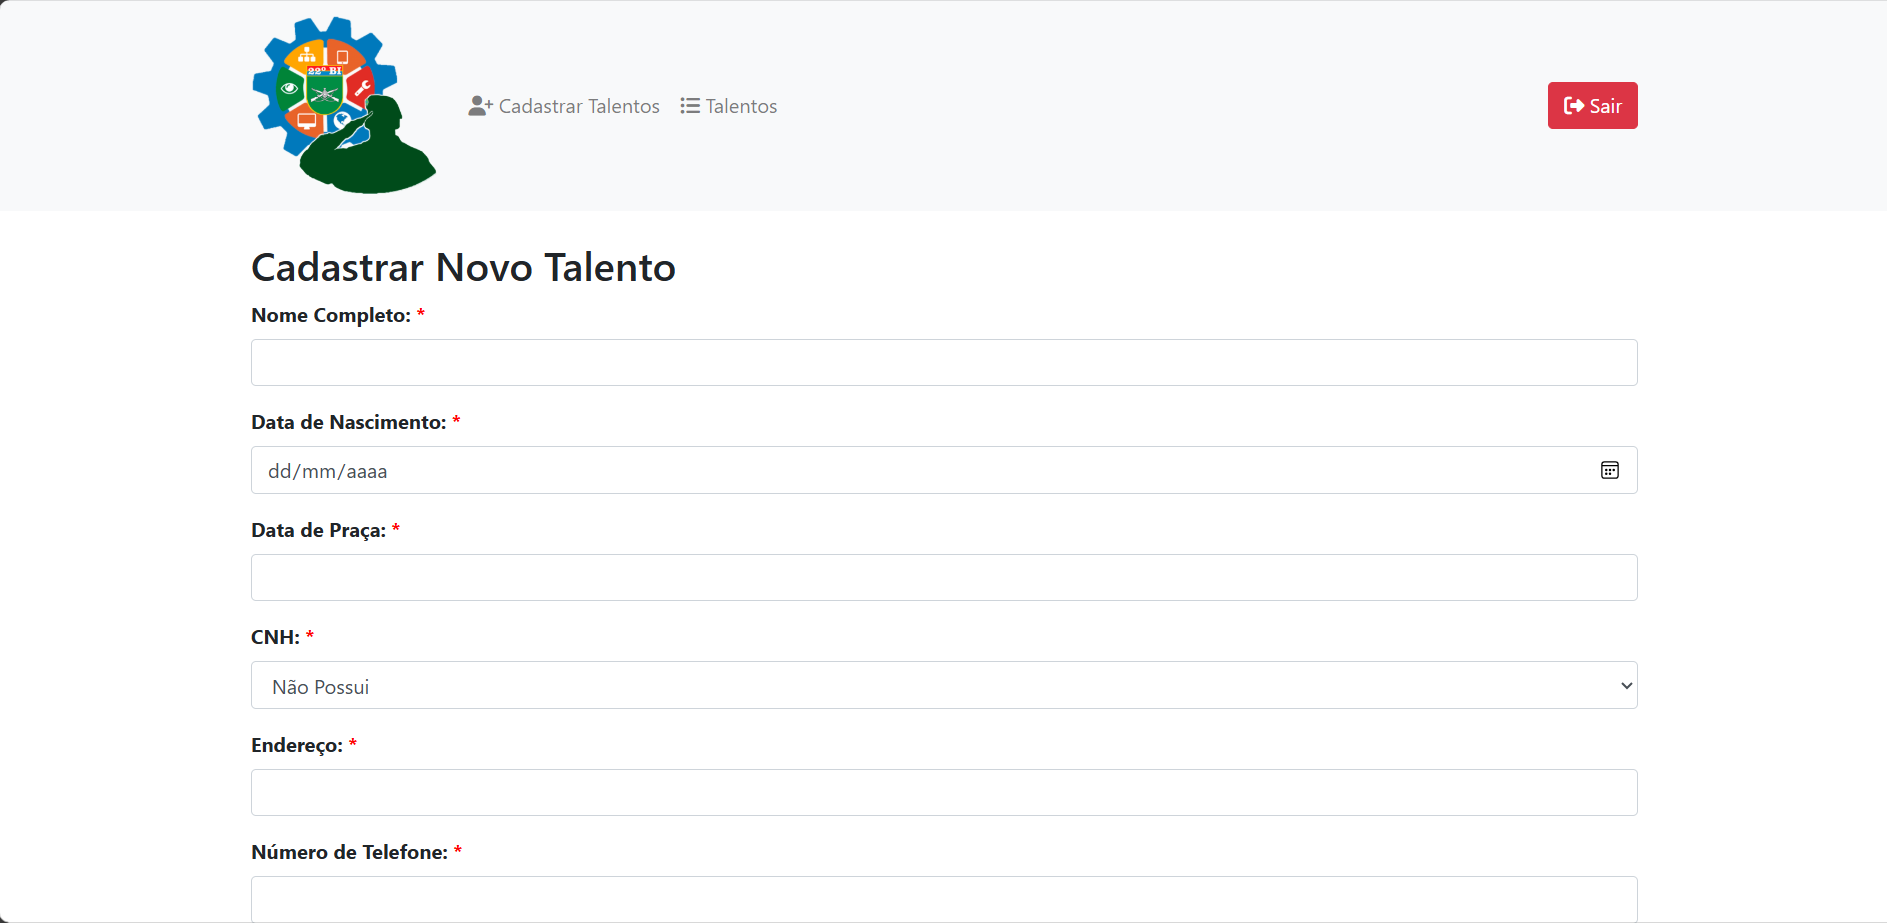 22º BI
Cadastrar Talentos
Talentos
Sair
Cadastrar Novo Talento
Nome Completo: *
Data de Nascimento: *
dd/mm/aaaa
Data de Praça: *
CNH: *
Não Possui
Endereço: *
Número de Telefone: *